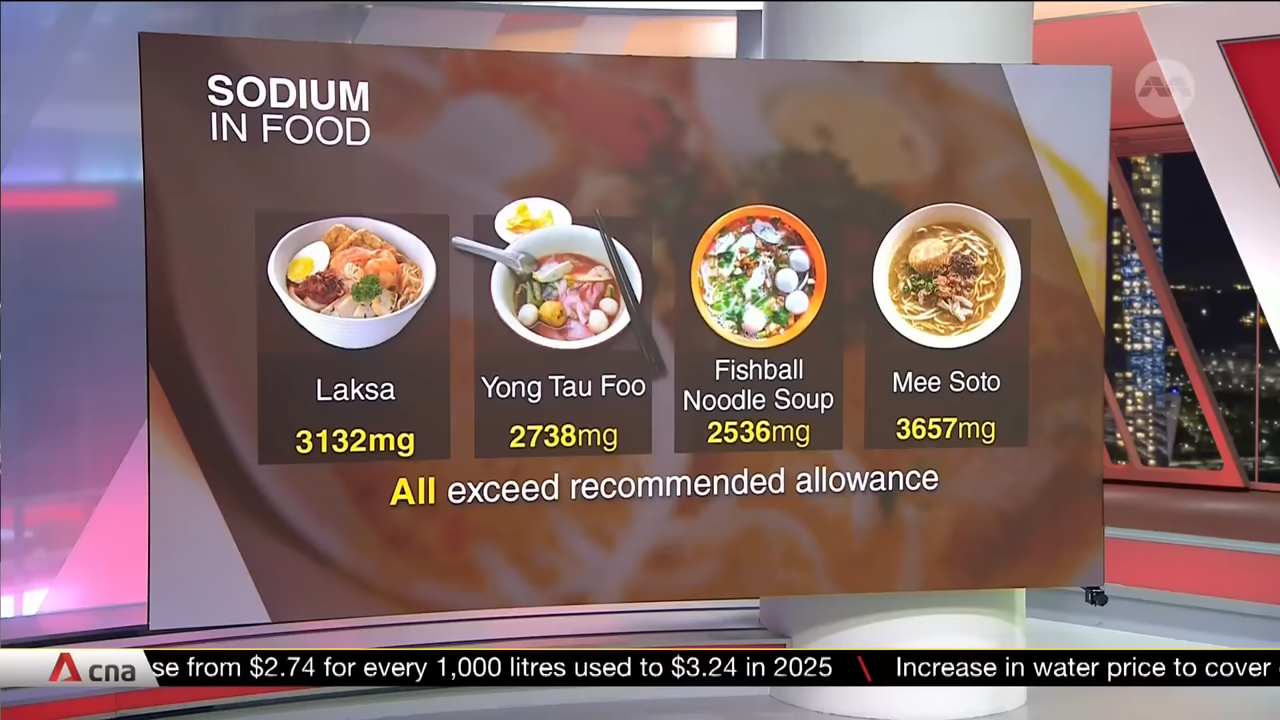 SODIUM
IN FOOD
Laksa
3132mg
Yong Tau Foo
2738mg
Fishball
Noodle Soup
2536mg
Mee Soto
3657mg
All exceed recommended allowance
cna
se from $2.74 for every 1,000 litres used to $3.24 in 2025 \ Increase in water price to cover